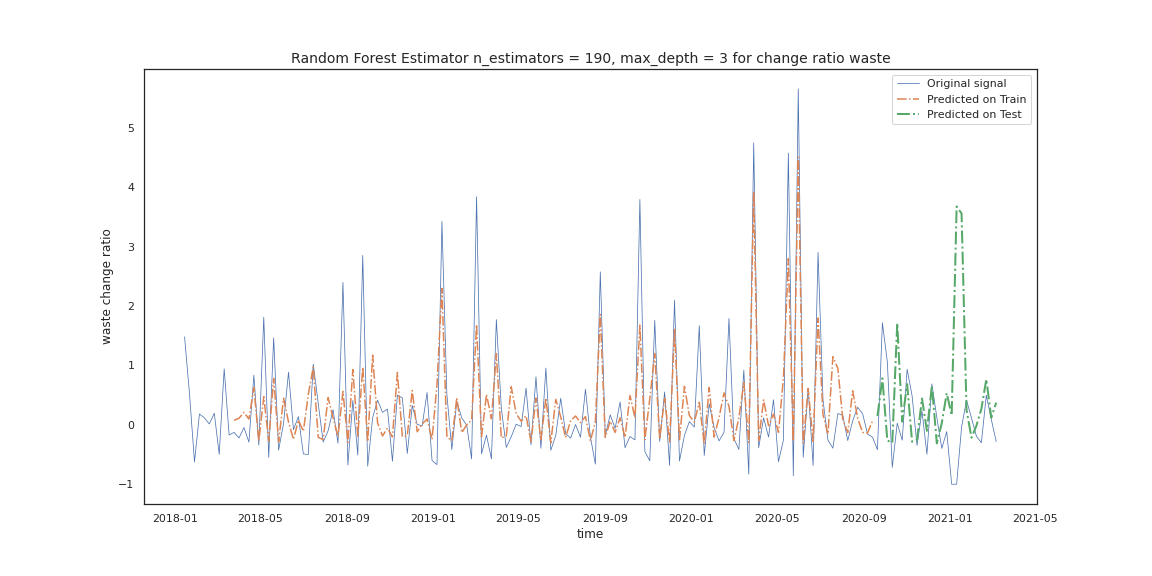 Random Forest Estimator n_estimators = 190, max_depth = 3 for change ratio waste
Original signal
Predicted on Train
Predicted on Test
waste change ratio
5
4
3
2
1
0
−1
2018-01 2018-05 2018-09 2019-01 2019-05 2019-09 2020-01 2020-05 2020-09 2021-01 2021-05
time